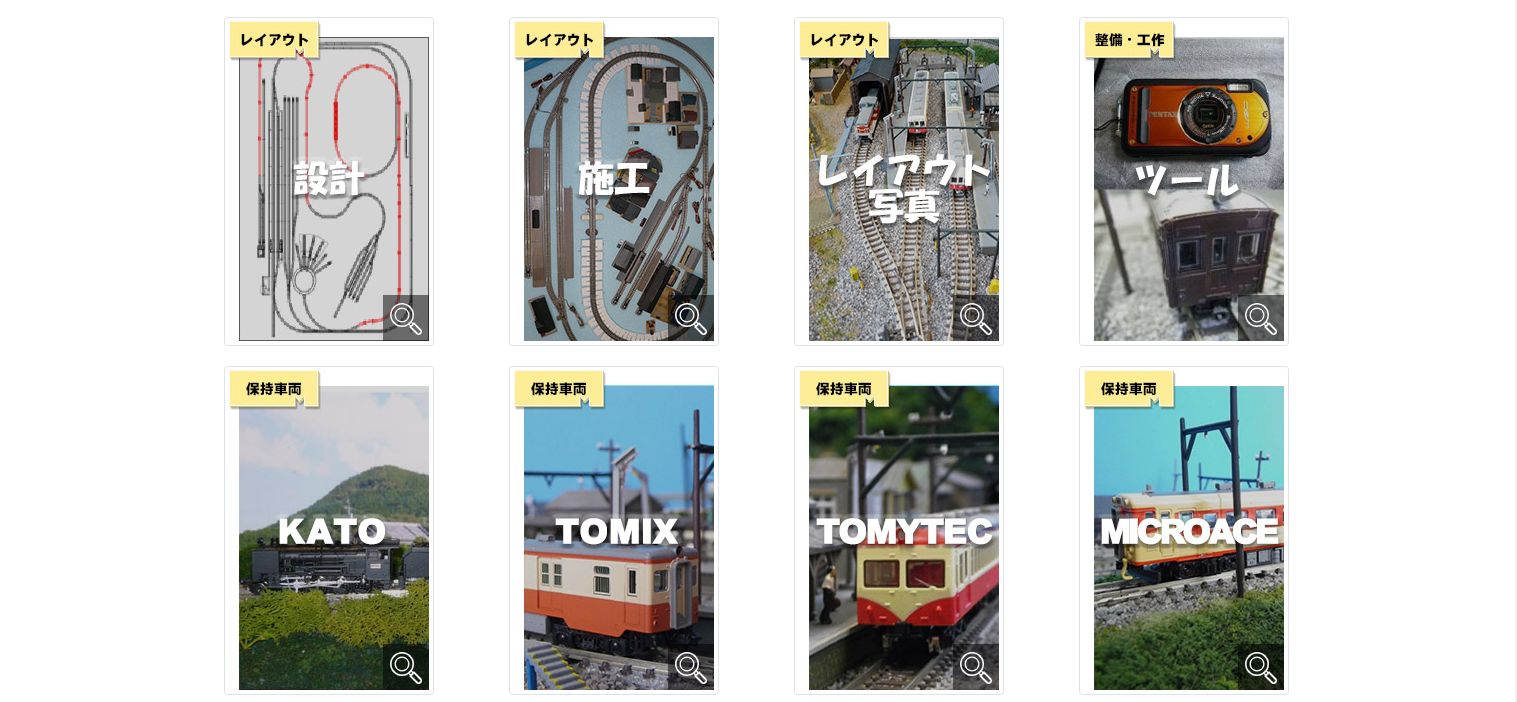 レイアウト
設計
レイアウト
施工
レイアウト
レイアウト
写真
整備・工作
PENTAX
ツール
保持車両
KATO
保持車両
TOMIX
保持車両
TOMYTEC
保持車両
MICROACE